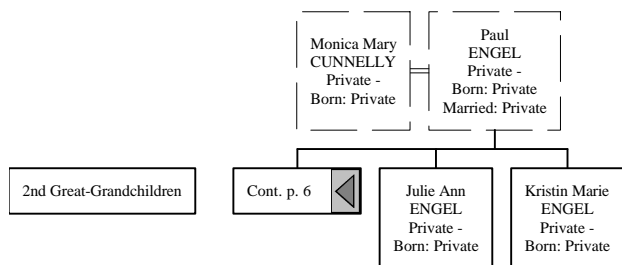 Monica Mary
CUNNELLY
Private -
Born: Private
Paul
ENGEL
Private -
Born: Private
Married: Private
2nd Great-Grandchildren
Cont. p. 6
Julie Ann
ENGEL
Private -
Born: Private
Kristin Marie
ENGEL
Private -
Born: Private